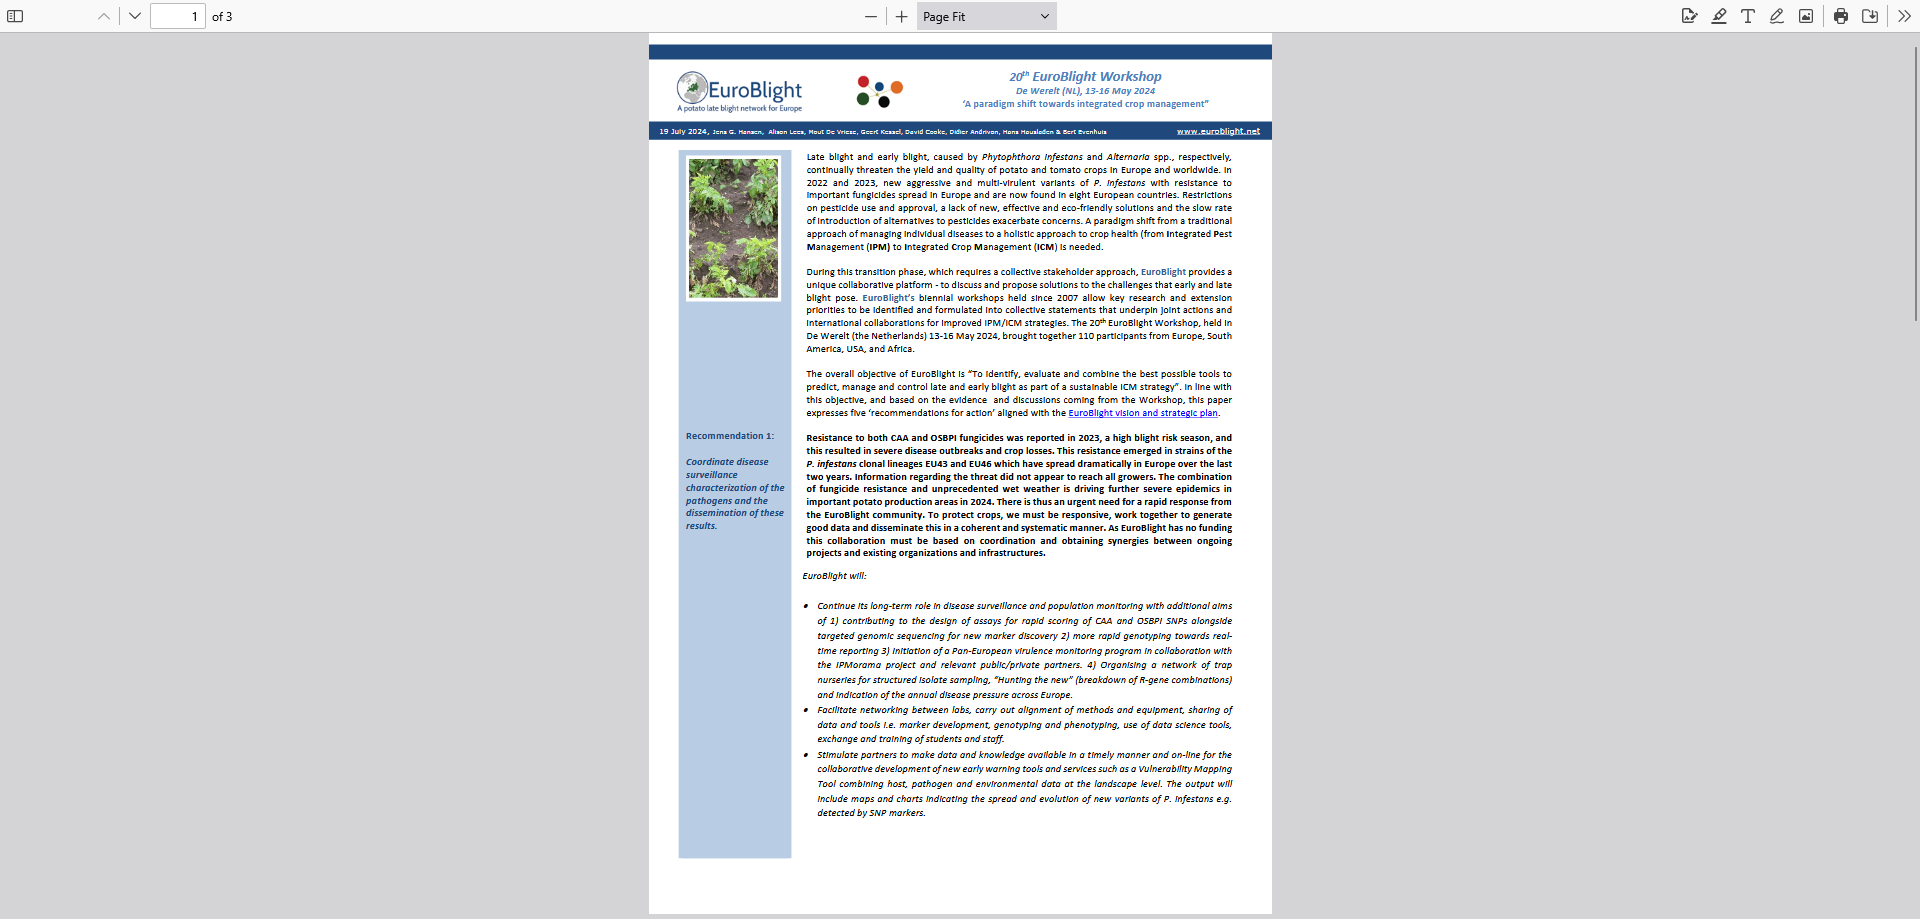 1 of 3
Page Fit
EuroBlight
A potato late blight network for Europe
20th EuroBlight Workshop
De Werelt (NL), 13-16 May 2024
‘A paradigm shift towards integrated crop management”
19 July 2024, Jens G. Hansen, Alison Lees, Rout De Vriese, Geert Kessel, David Cooke, Didier Andrivon, Hans Hausladen & Bert Evenhuis
www.euroblight.net
Late blight and early blight, caused by Phytophthora infestans and Alternaria spp., respectively,
continually threaten the yield and quality of potato and tomato crops in Europe and worldwide. In
2022 and 2023, new aggressive and multi-virulent variants of P. infestans with resistance to
important fungicides spread in Europe and are now found in eight European countries. Restrictions
on pesticide use and approval, a lack of new, effective and eco-friendly solutions and the slow rate
of introduction of alternatives to pesticides exacerbate concerns. A paradigm shift from a traditional
approach of managing individual diseases to a holistic approach to crop health (from Integrated Pest
Management (IPM) to Integrated Crop Management (ICM) is needed.
During this transition phase, which requires a collective stakeholder approach, EuroBlight provides a
unique collaborative platform - to discuss and propose solutions to the challenges that early and late
blight pose. EuroBlight’s biennial workshops held since 2007 allow key research and extension
priorities to be identified and formulated into collective statements that underpin joint actions and
international collaborations for improved IPM/ICM strategies. The 20th EuroBlight Workshop, held in
De Werelt (the Netherlands) 13-16 May 2024, brought together 110 participants from Europe, South
America, USA, and Africa.
The overall objective of EuroBlight is “To identify, evaluate and combine the best possible tools to
predict, manage and control late and early blight as part of a sustainable ICM strategy”. In line with
this objective, and based on the evidence and discussions coming from the Workshop, this paper
expresses five ‘recommendations for action’ aligned with the EuroBlight vision and strategic plan.
Recommendation 1:
Coordinate disease
surveillance
characterization of the
pathogens and the
dissemination of these
results.
Resistance to both CAA and OSBPI fungicides was reported in 2023, a high blight risk season, and
this resulted in severe disease outbreaks and crop losses. This resistance emerged in strains of the
P. infestans clonal lineages EU43 and EU46 which have spread dramatically in Europe over the last
two years. Information regarding the threat did not appear to reach all growers. The combination
of fungicide resistance and unprecedented wet weather is driving further severe epidemics in
important potato production areas in 2024. There is thus an urgent need for a rapid response from
the EuroBlight community. To protect crops, we must be responsive, work together to generate
good data and disseminate this in a coherent and systematic manner. As EuroBlight has no funding
this collaboration must be based on coordination and obtaining synergies between ongoing
projects and existing organizations and infrastructures.
EuroBlight will:
• Continue its long-term role in disease surveillance and population monitoring with additional aims
of 1) contributing to the design of assays for rapid scoring of CAA and OSBPI SNPs alongside
targeted genomic sequencing for new marker discovery 2) more rapid genotyping towards real-
time reporting 3) Initiation of a Pan-European virulence monitoring program in collaboration with
the IPMorama project and relevant public/private partners. 4) Organising a network of trap
nurseries for structured isolate sampling, “Hunting the new” (breakdown of R-gene combinations)
and indication of the annual disease pressure across Europe.
• Facilitate networking between labs, carry out alignment of methods and equipment, sharing of
data and tools i.e. marker development, genotyping and phenotyping, use of data science tools,
exchange and training of students and staff.
• Stimulate partners to make data and knowledge available in a timely manner and on-line for the
collaborative development of new early warning tools and services such as a Vulnerability Mapping
Tool combining host, pathogen and environmental data at the landscape level. The output will
include maps and charts indicating the spread and evolution of new variants of P. infestans e.g.
detected by SNP markers.